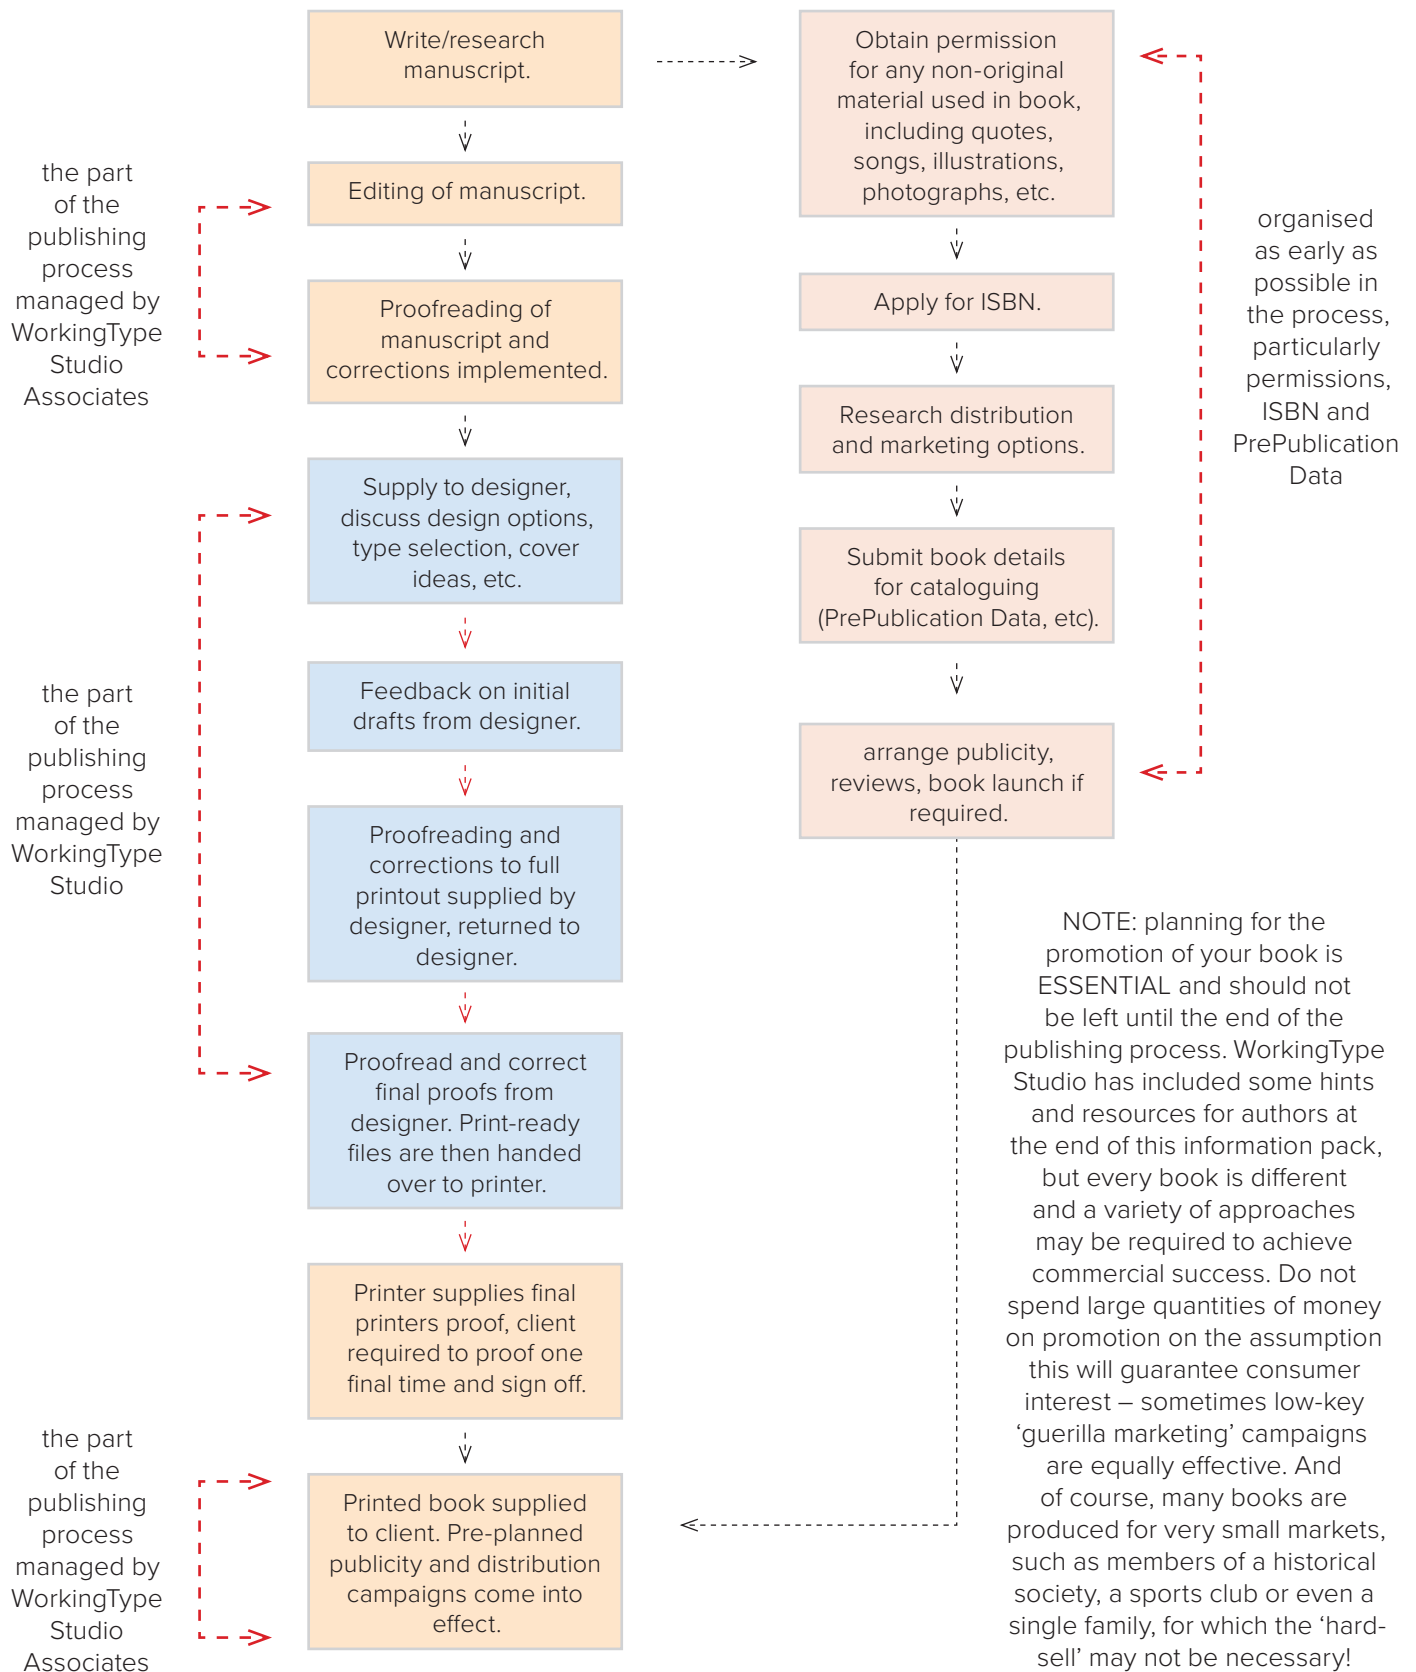 Write/research
manuscript.
Editing of manuscript.
Proofreading of
manuscript and
corrections implemented.
Supply to designer,
discuss design options,
type selection, cover
ideas, etc.
Feedback on initial
drafts from designer.
Proofreading and
corrections to full
printout supplied by
designer, returned to
designer.
Proofread and correct
final proofs from
designer. Print-ready
files are then handed
over to printer.
Printer supplies final
printers proof, client
required to proof one
final time and sign off.
Printed book supplied
to client. Pre-planned
publicity and distribution
campaigns come into
effect.
the part
of the
publishing
process
managed by
WorkingType
Studio
Associates
the part
of the
publishing
process
managed by
WorkingType
Studio
the part
of the
publishing
process
managed by
WorkingType
Studio
Associates
Obtain permission
for any non-original
material used in book,
including quotes,
songs, illustrations,
photographs, etc.
Apply for ISBN.
Research distribution
and marketing options.
Submit book details
for cataloguing
(PrePublication Data, etc).
arrange publicity,
reviews, book launch if
required.
organised
as early as
possible in
the process,
particularly
permissions,
ISBN and
PrePublication
Data
NOTE: planning for the
promotion of your book is
ESSENTIAL and should not
be left until the end of the
publishing process. WorkingType
Studio has included some hints
and resources for authors at
the end of this information pack,
but every book is different
and a variety of approaches
may be required to achieve
commercial success. Do not
spend large quantities of money
on promotion on the assumption
this will guarantee consumer
interest – sometimes low-key
‘guerilla marketing’ campaigns
are equally effective. And
of course, many books are
produced for very small markets,
such as members of a historical
society, a sports club or even a
single family, for which the ‘hard-
sell’ may not be necessary!